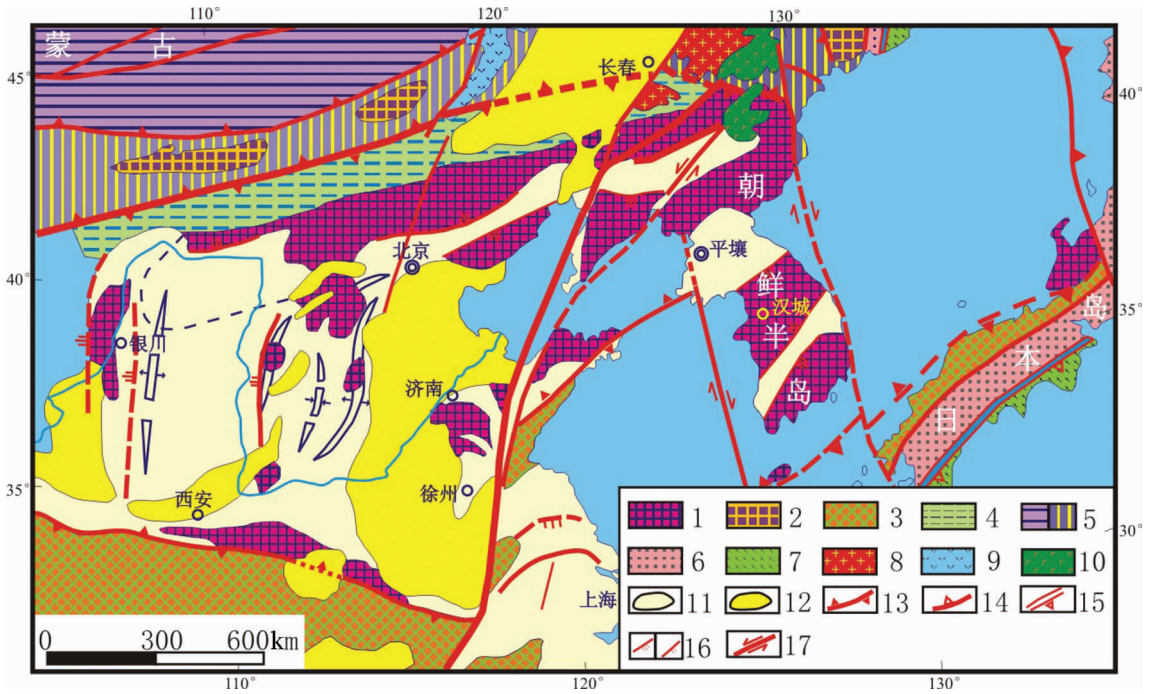 110° 120° 130°
蒙 古
长春
45°
40°
朝
北京
平壤
40°
鲜
汉城
35°
岛
银川
半
本
济南
岛
日
35°
徐州
西安
30°
上海
1 2 3 4 5
6 7 8 9 10
11 12 13 14 15
16 17
0 300 600km
110° 120° 130°